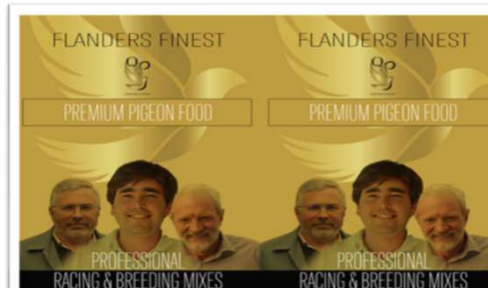 FLANDERS FINEST
PREMIUM PIGEON FOOD
PROFESSIONAL
RACING & BREEDING MIXES
FLANDERS FINEST
PREMIUM PIGEON FOOD
PROFESSIONAL
RACING & BREEDING MIXES